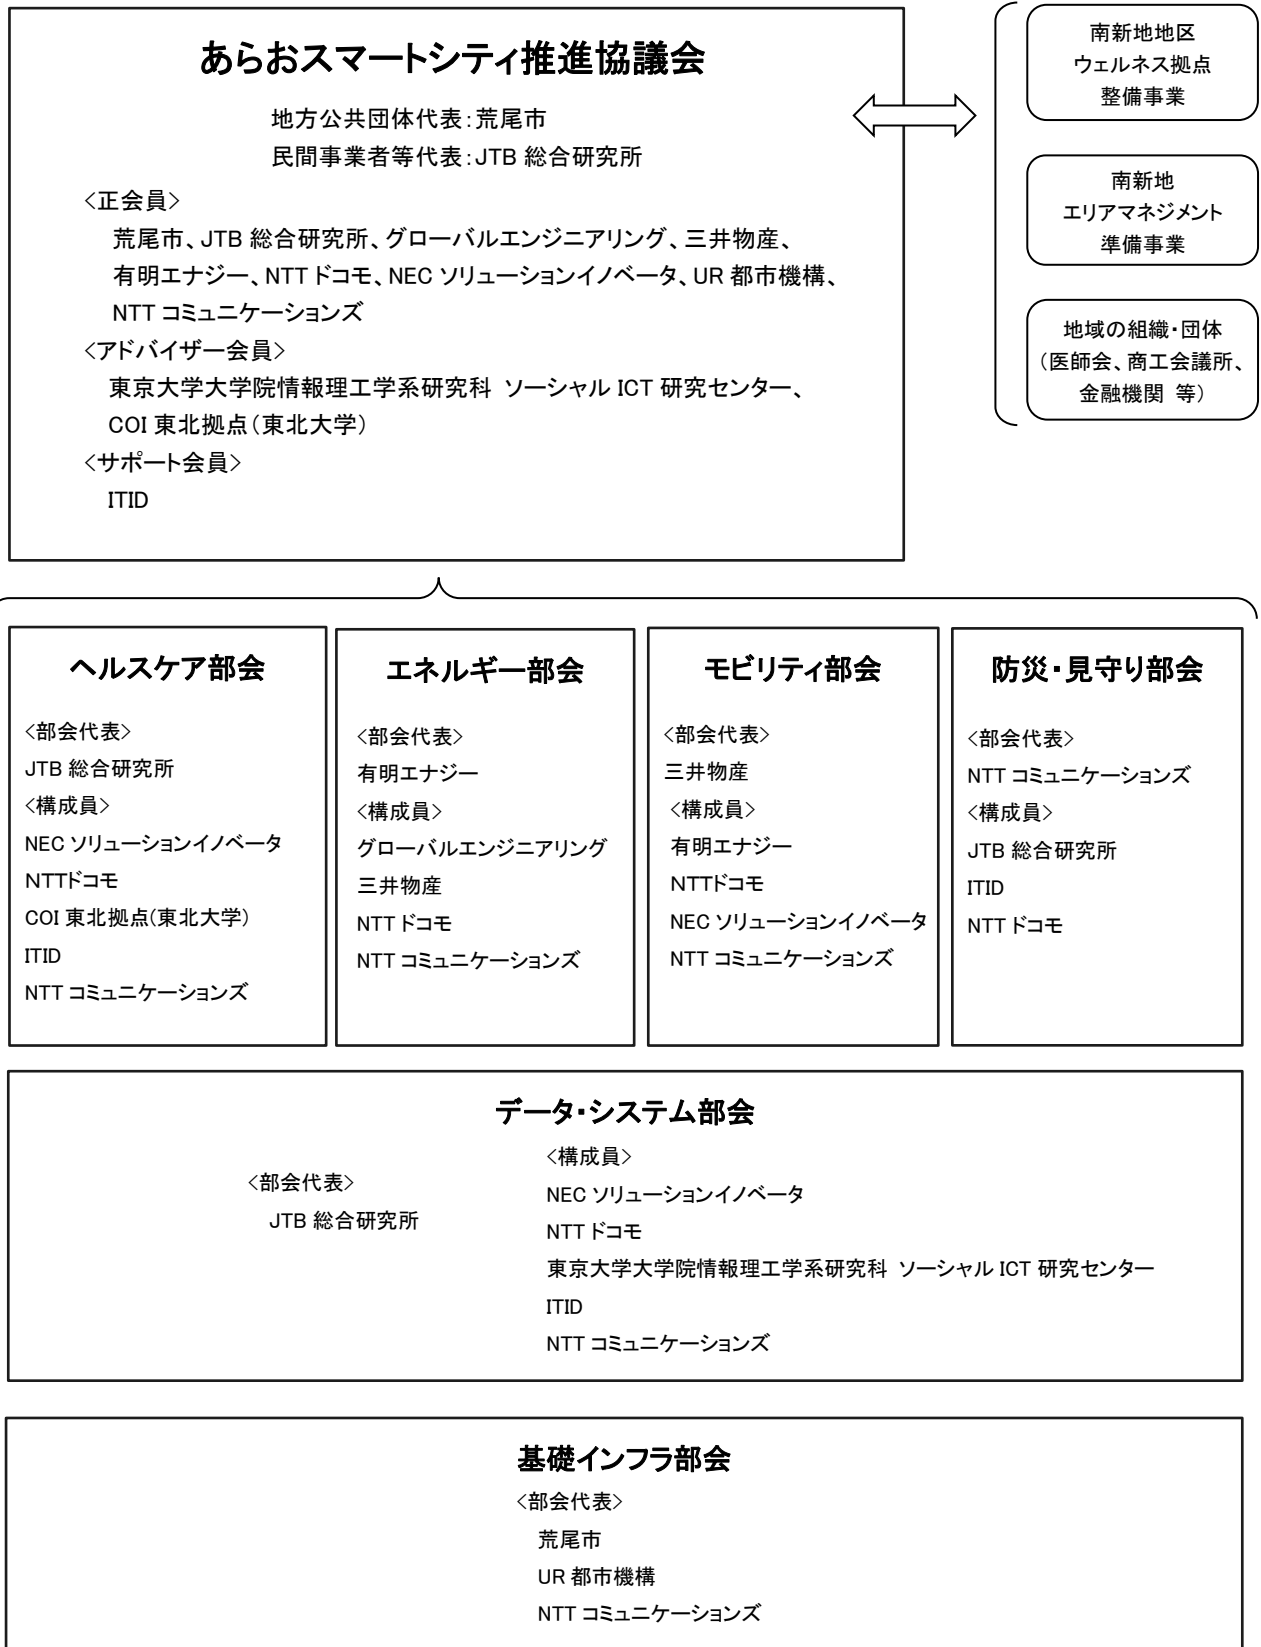 あらおスマートシティ推進協議会
地方公共団体代表:荒尾市
民間事業者等代表:JTB 総合研究所
<正会員>
荒尾市、JTB 総合研究所、グローバルエンジニアリング、三井物産、
有明エナジー、NTT ドコモ、NEC ソリューションイノベータ、UR 都市機構、
NTT コミュニケーションズ
<アドバイザー会員>
東京大学大学院情報理工学系研究科 ソーシャル ICT 研究センター、
COI 東北拠点(東北大学)
<サポート会員>
ITID
南新地地区
ウェルネス拠点
整備事業
南新地
エリアマネジメント
準備事業
地域の組織・団体
(医師会、商工会議所、
金融機関 等)
ヘルスケア部会
<部会代表>
JTB 総合研究所
<構成員>
NEC ソリューションイノベータ
NTTドコモ
COI 東北拠点(東北大学)
ITID
NTT コミュニケーションズ
エネルギー部会
<部会代表>
有明エナジー
<構成員>
グローバルエンジニアリング
三井物産
NTT ドコモ
NTT コミュニケーションズ
モビリティ部会
<部会代表>
三井物産
<構成員>
有明エナジー
NTTドコモ
NEC ソリューションイノベータ
NTT コミュニケーションズ
防災・見守り部会
<部会代表>
NTT コミュニケーションズ
<構成員>
JTB 総合研究所
ITID
NTT ドコモ
データ・システム部会
<部会代表>
JTB 総合研究所
<構成員>
NEC ソリューションイノベータ
NTT ドコモ
東京大学大学院情報理工学系研究科 ソーシャル ICT 研究センター
ITID
NTT コミュニケーションズ
基礎インフラ部会
<部会代表>
荒尾市
UR 都市機構
NTT コミュニケーションズ